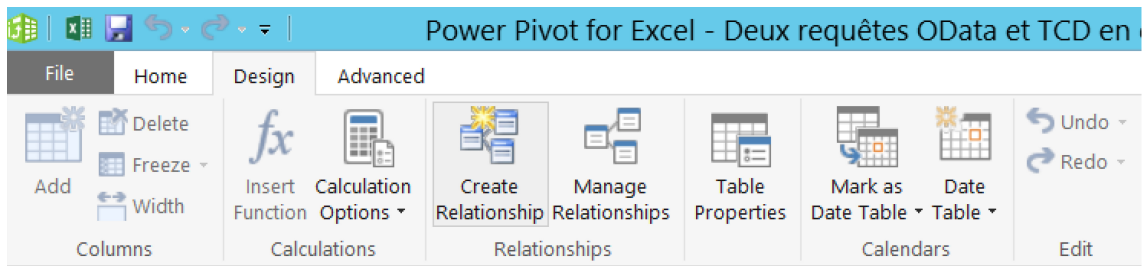 Power Pivot for Excel - Deux requêtes OData et TCD en
File Home Design Advanced
Add
Delete
Freeze
Width
Columns
fx
Insert
Function
Calculation
Options
Calculations
Create
Relationship
Manage
Relationships
Relationships
Table
Properties
Mark as
Date Table
Date
Table
Calendars
Undo
Redo
Edit